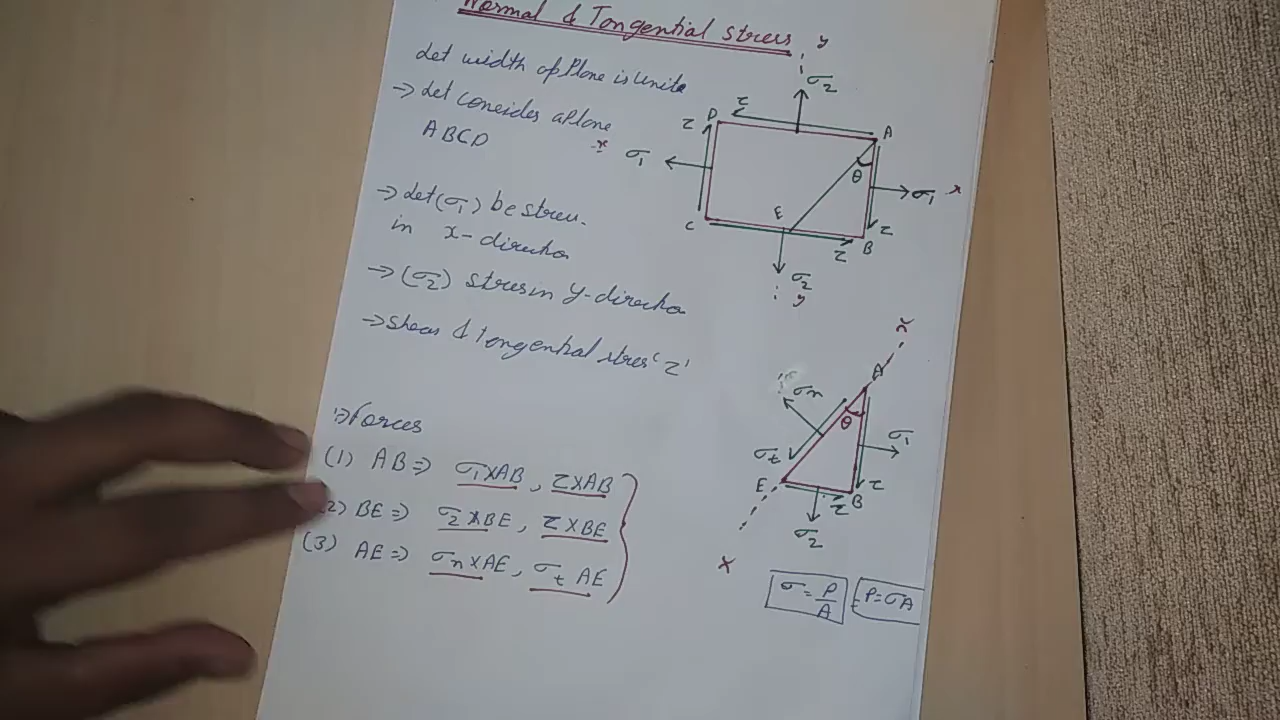 Normal & Tangential stress
Let width of Plane is Unite
→ Let Consider a Plane
ABCD
→ Let (σ1) be stress.
in x-direction
→ (σ2) stress in Y-direction
→ Shear & Tangential stress 'τ'
⇒ Forces
(1) AB ⇒ σ1 x AB , τ x AB
(2) BE ⇒ σ2 x BE , τ x BE
(3) AE ⇒ σn x AE , σt AE
y
σ2
τ
D
A
τ
x
σ1
θ
σ1
x
E
C
τ
B
τ
σ2
y
x
A
σn
θ
σ1
σt
E
τ
B
τ
σ2
x
σ = P/A = P = σA